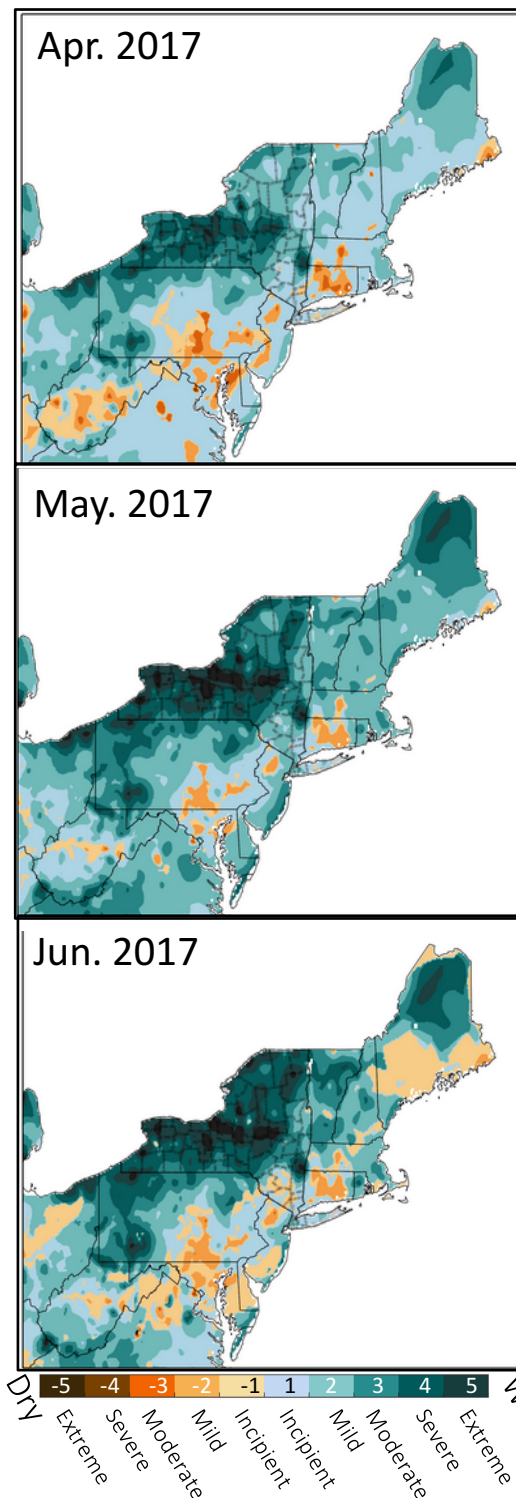 Apr. 2017
May. 2017
Jun. 2017
Dry -5 -4 -3 -2 -1 1 2 3 4 5
Extreme Severe Moderate Mild Incipient Incipient Mild Moderate Severe Extreme